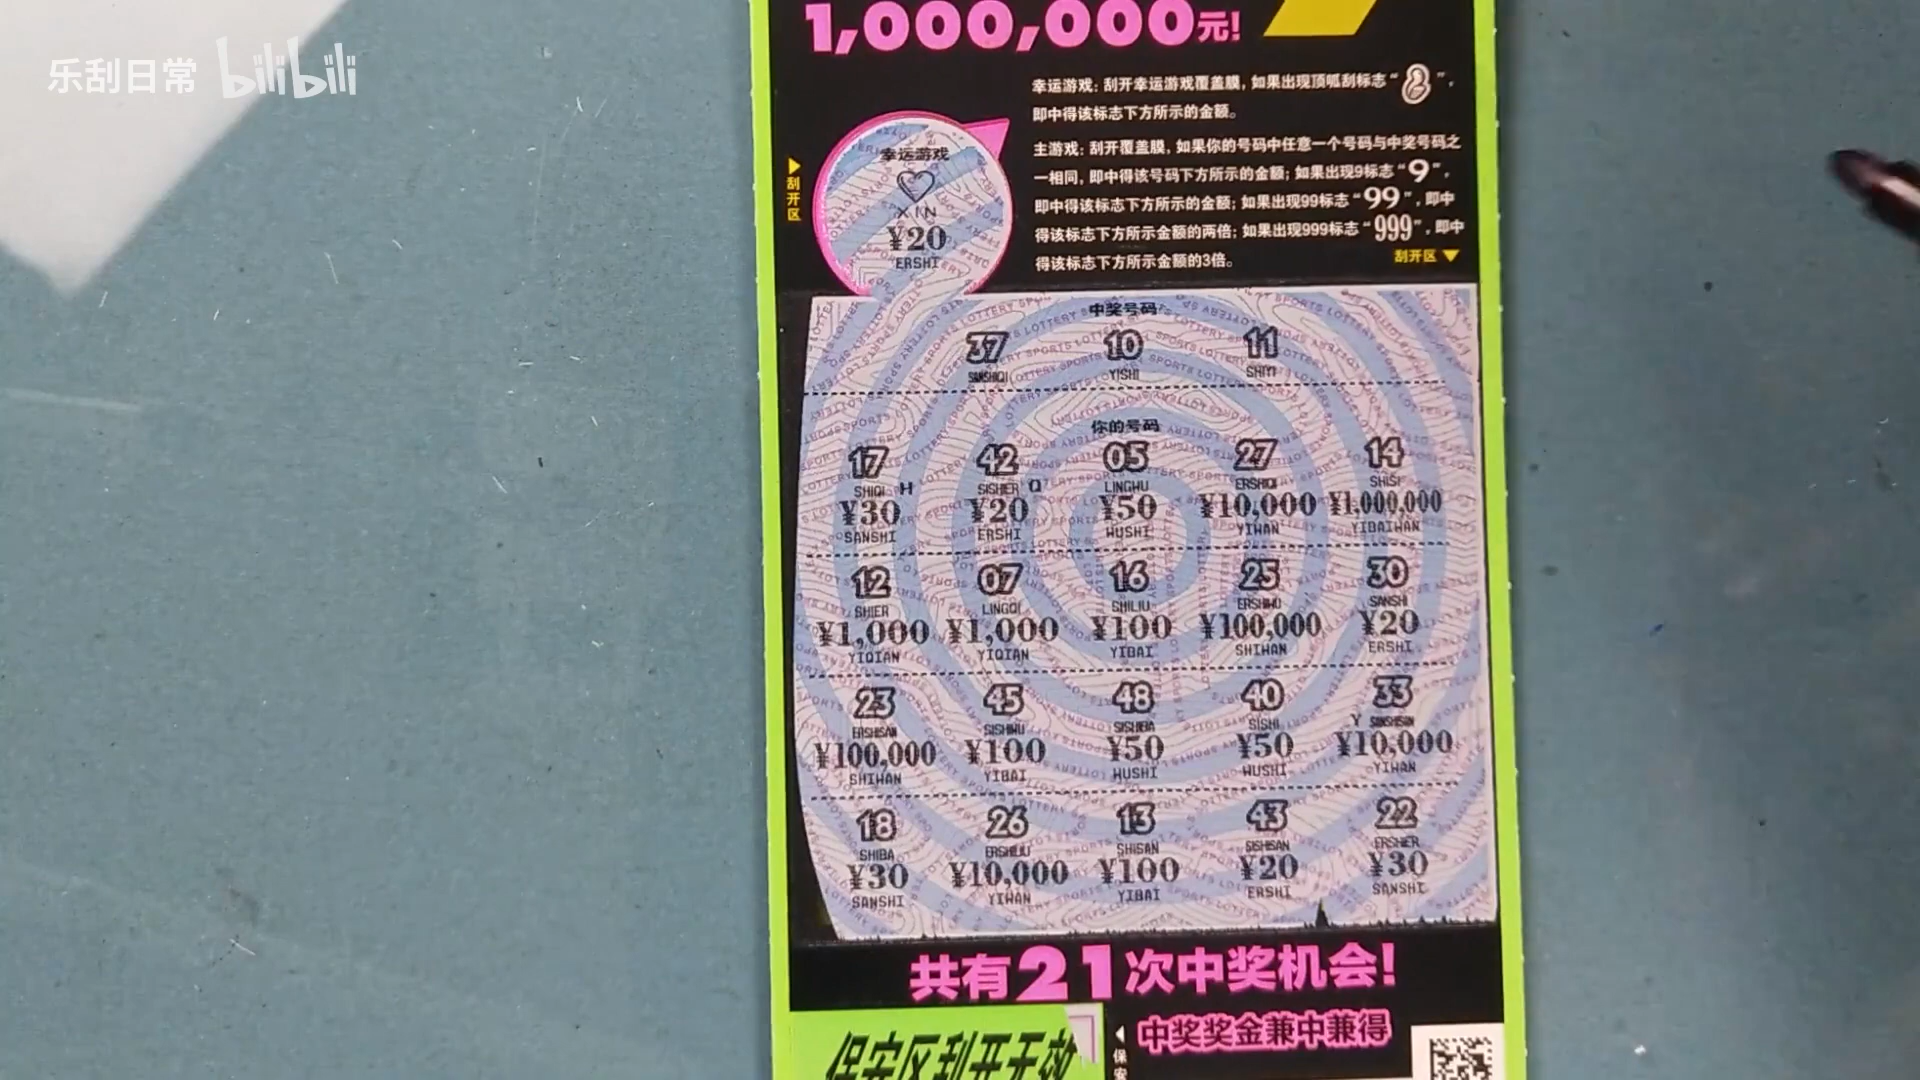 乐刮日常 bilibili
1,000,000元!
幸运游戏：刮开幸运游戏覆盖膜，如果出现顶呱刮标志“ ”，
即中得该标志下方所示的金额。
主游戏：刮开覆盖膜，如果你的号码中任意一个号码与中奖号码之
一相同，即中得该号码下方所示的金额；如果出现9标志“9”，
即中得该标志下方所示的金额；如果出现99标志“99”，即中
得该标志下方所示金额的两倍；如果出现999标志“999”，即中
得该标志下方所示金额的3倍。
刮开区
刮开区
幸运游戏
XIN
¥20
ERSHI
中奖号码
37 10 11
SANSHIQI YISHI SHIYI
你的号码
17 42 05 27 14
SHIQI H SISHIER Q LINGWU ERSHIQI SHISI
¥30 ¥20 ¥50 ¥10,000 ¥1,000,000
SANSHI ERSHI WUSHI YIWAN YIBAIWAN
12 07 16 25 30
SHIER LINGQI SHILIU ERSHIWU SANSHI
¥1,000 ¥1,000 ¥100 ¥100,000 ¥20
YIQIAN YIQIAN YIBAI SHIWAN ERSHI
23 45 48 40 33
ERSHISAN SISHIWU SISHIBA SISHI Y SANSHISAN
¥100,000 ¥100 ¥50 ¥50 ¥10,000
SHIWAN YIBAI WUSHI WUSHI YIWAN
18 26 13 43 22
SHIBA ERSHILIU SHISAN SISHISAN ERSHIER
¥30 ¥10,000 ¥100 ¥20 ¥30
SANSHI YIWAN YIBAI ERSHI SANSHI
共有21次中奖机会!
中奖奖金兼中兼得
保安区刮开无效
保安